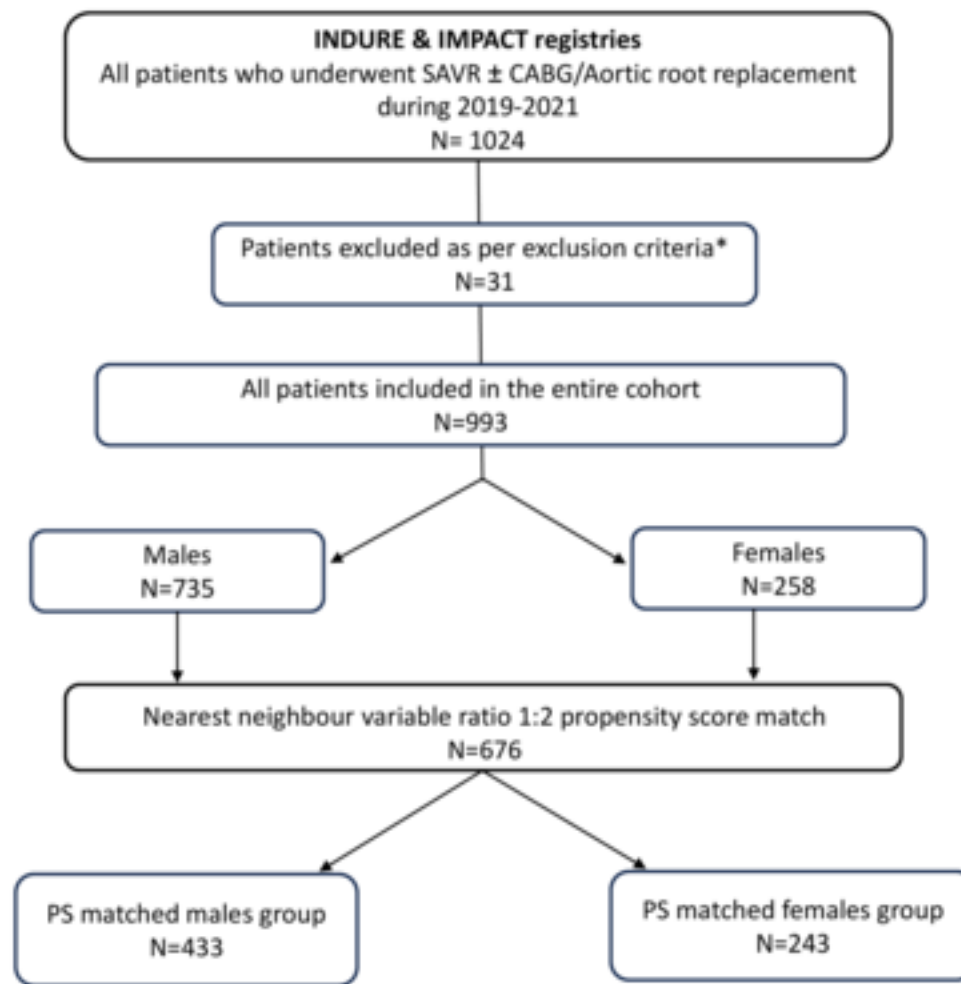 INDURE & IMPACT registries
All patients who underwent SAVR ± CABG/Aortic root replacement
during 2019-2021
N= 1024
Patients excluded as per exclusion criteria*
N=31
All patients included in the entire cohort
N=993
Males
N=735
Females
N=258
Nearest neighbour variable ratio 1:2 propensity score match
N=676
PS matched males group
N=433
PS matched females group
N=243